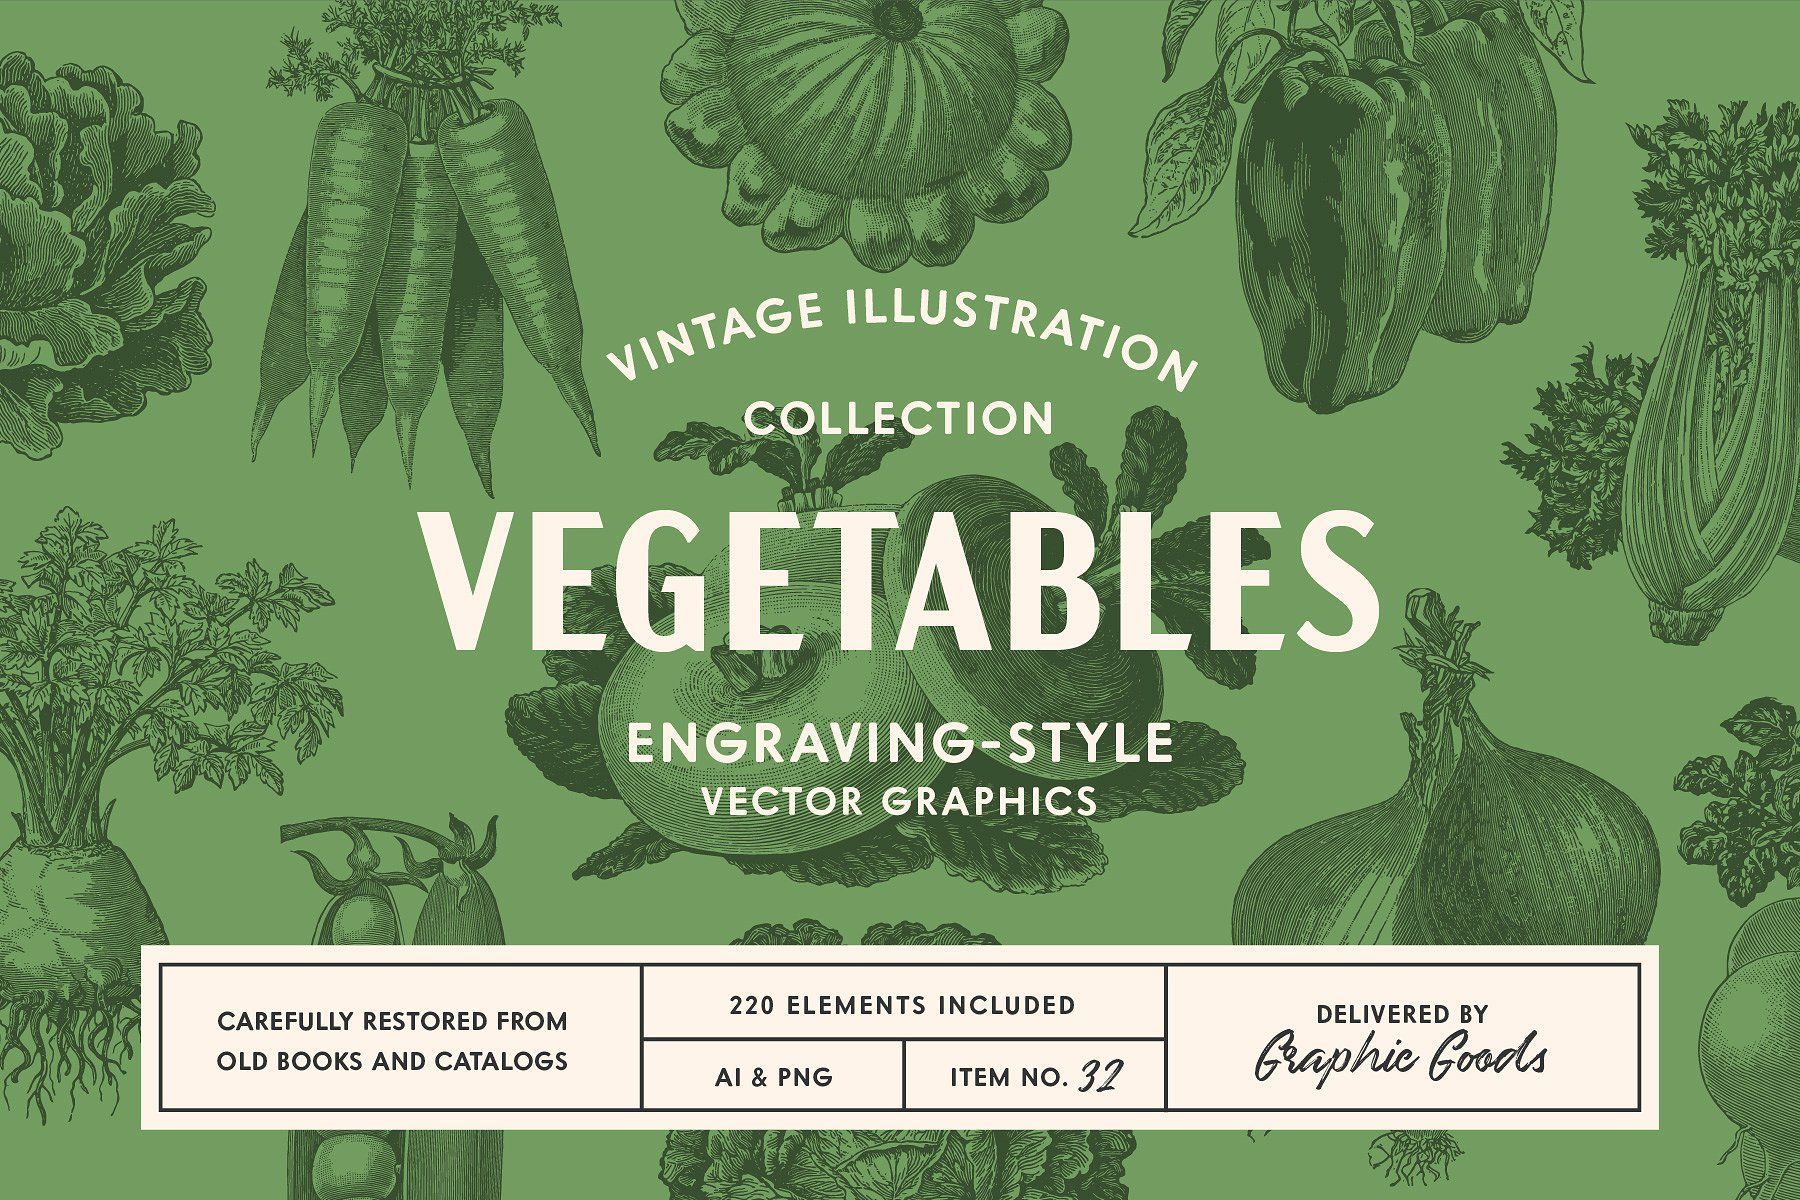 VINTAGE ILLUSTRATION
COLLECTION
VEGETABLES
ENGRAVING-STYLE
VECTOR GRAPHICS
CAREFULLY RESTORED FROM
OLD BOOKS AND CATALOGS
220 ELEMENTS INCLUDED
AI & PNG
ITEM NO. 32
DELIVERED BY
Graphic Goods